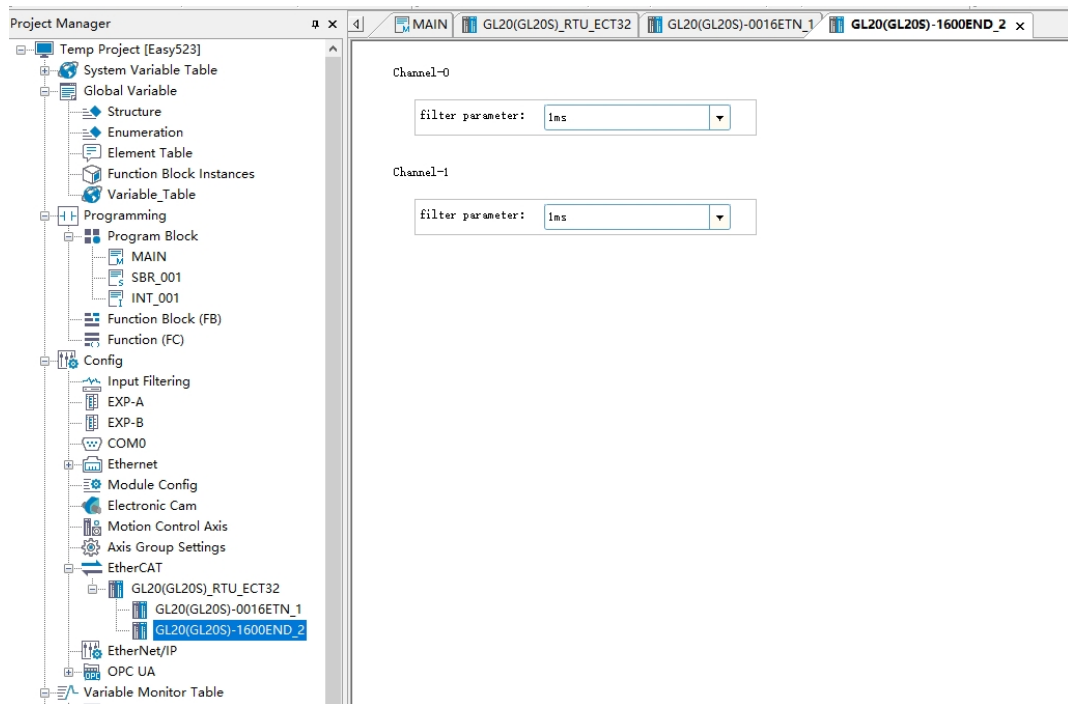 Project Manager
MAIN
GL20(GL20S)_RTU_ECT32
GL20(GL20S)-0016ETN_1
GL20(GL20S)-1600END_2
Temp Project [Easy523]
System Variable Table
Global Variable
Structure
Enumeration
Element Table
Function Block Instances
Variable_Table
Programming
Program Block
MAIN
SBR_001
INT_001
Function Block (FB)
Function (FC)
Config
Input Filtering
EXP-A
EXP-B
COM0
Ethernet
Module Config
Electronic Cam
Motion Control Axis
Axis Group Settings
EtherCAT
GL20(GL20S)_RTU_ECT32
GL20(GL20S)-0016ETN_1
GL20(GL20S)-1600END_2
EtherNet/IP
OPC UA
Variable Monitor Table
Channel-0
filter parameter: 1ms
Channel-1
filter parameter: 1ms